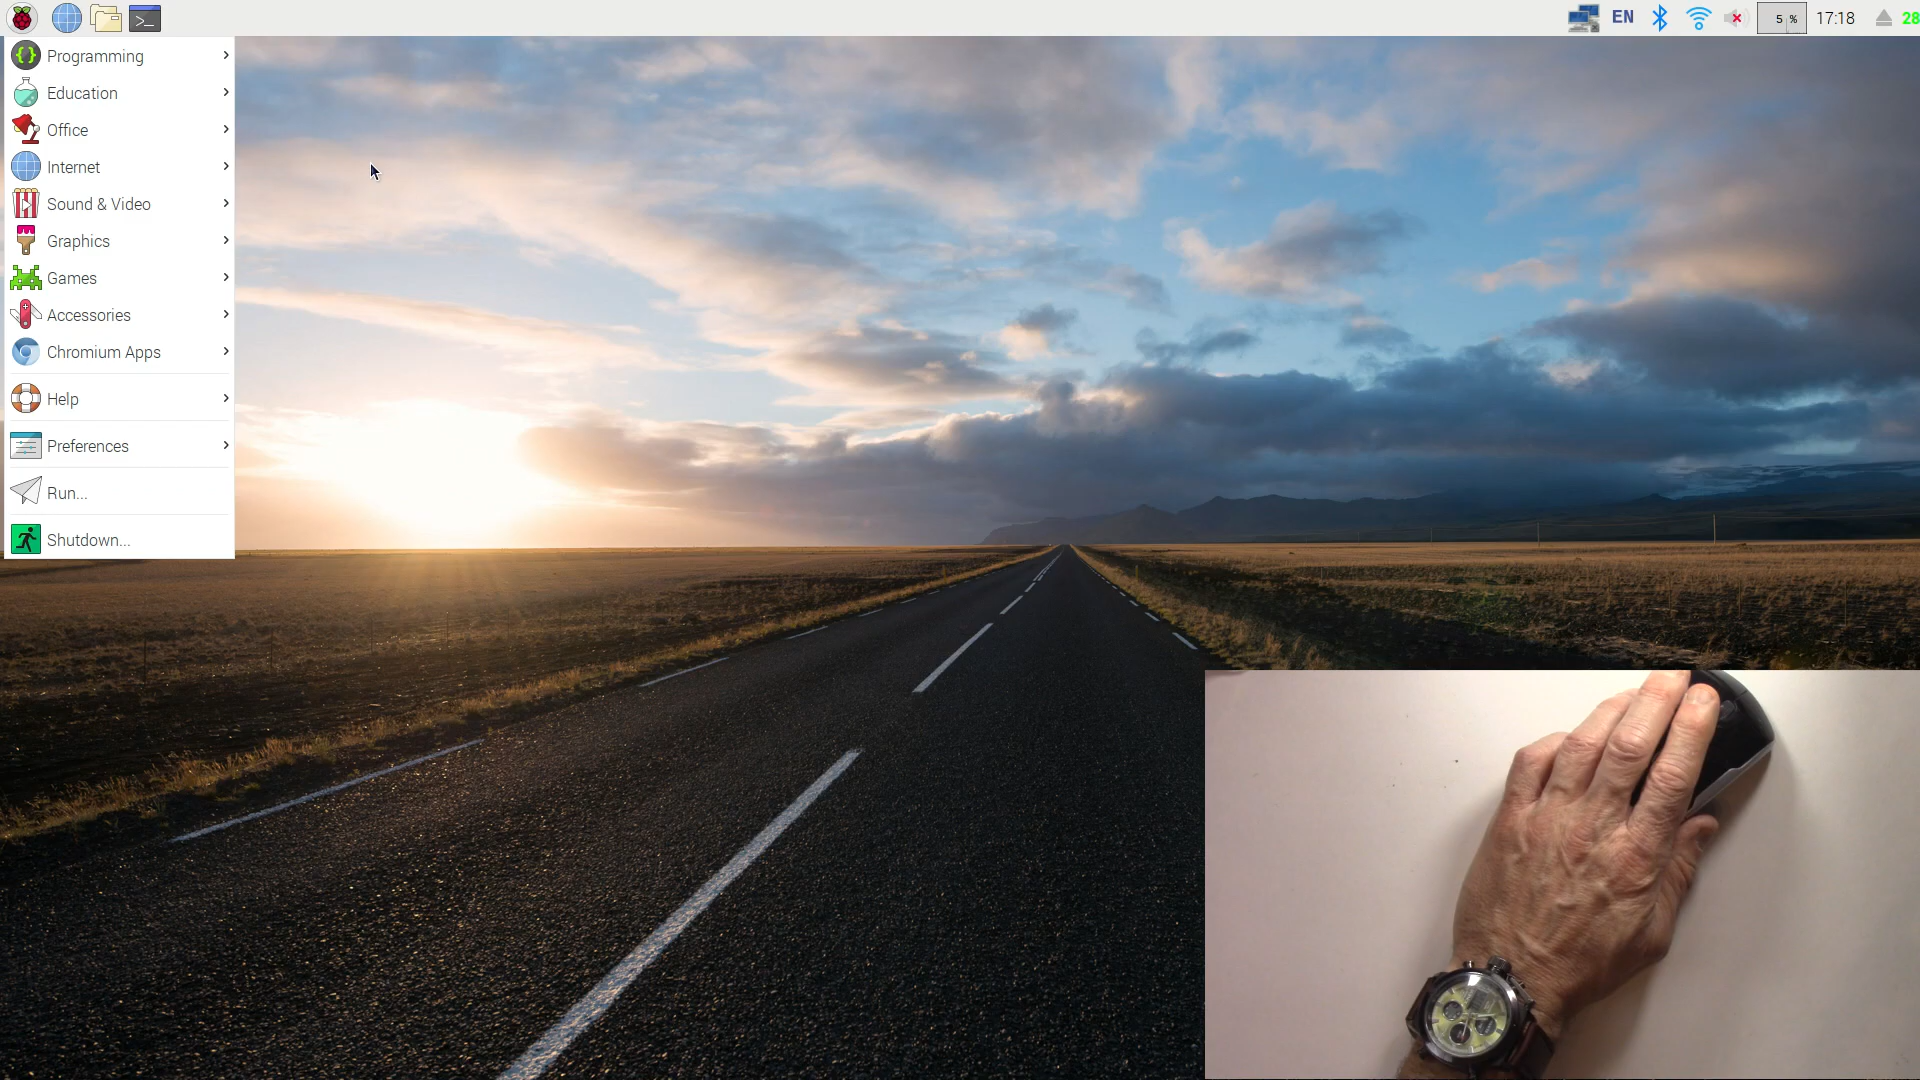 >_
EN
5 %
17:18
28
Programming
Education
Office
Internet
Sound & Video
Graphics
Games
Accessories
Chromium Apps
Help
Preferences
Run...
Shutdown...